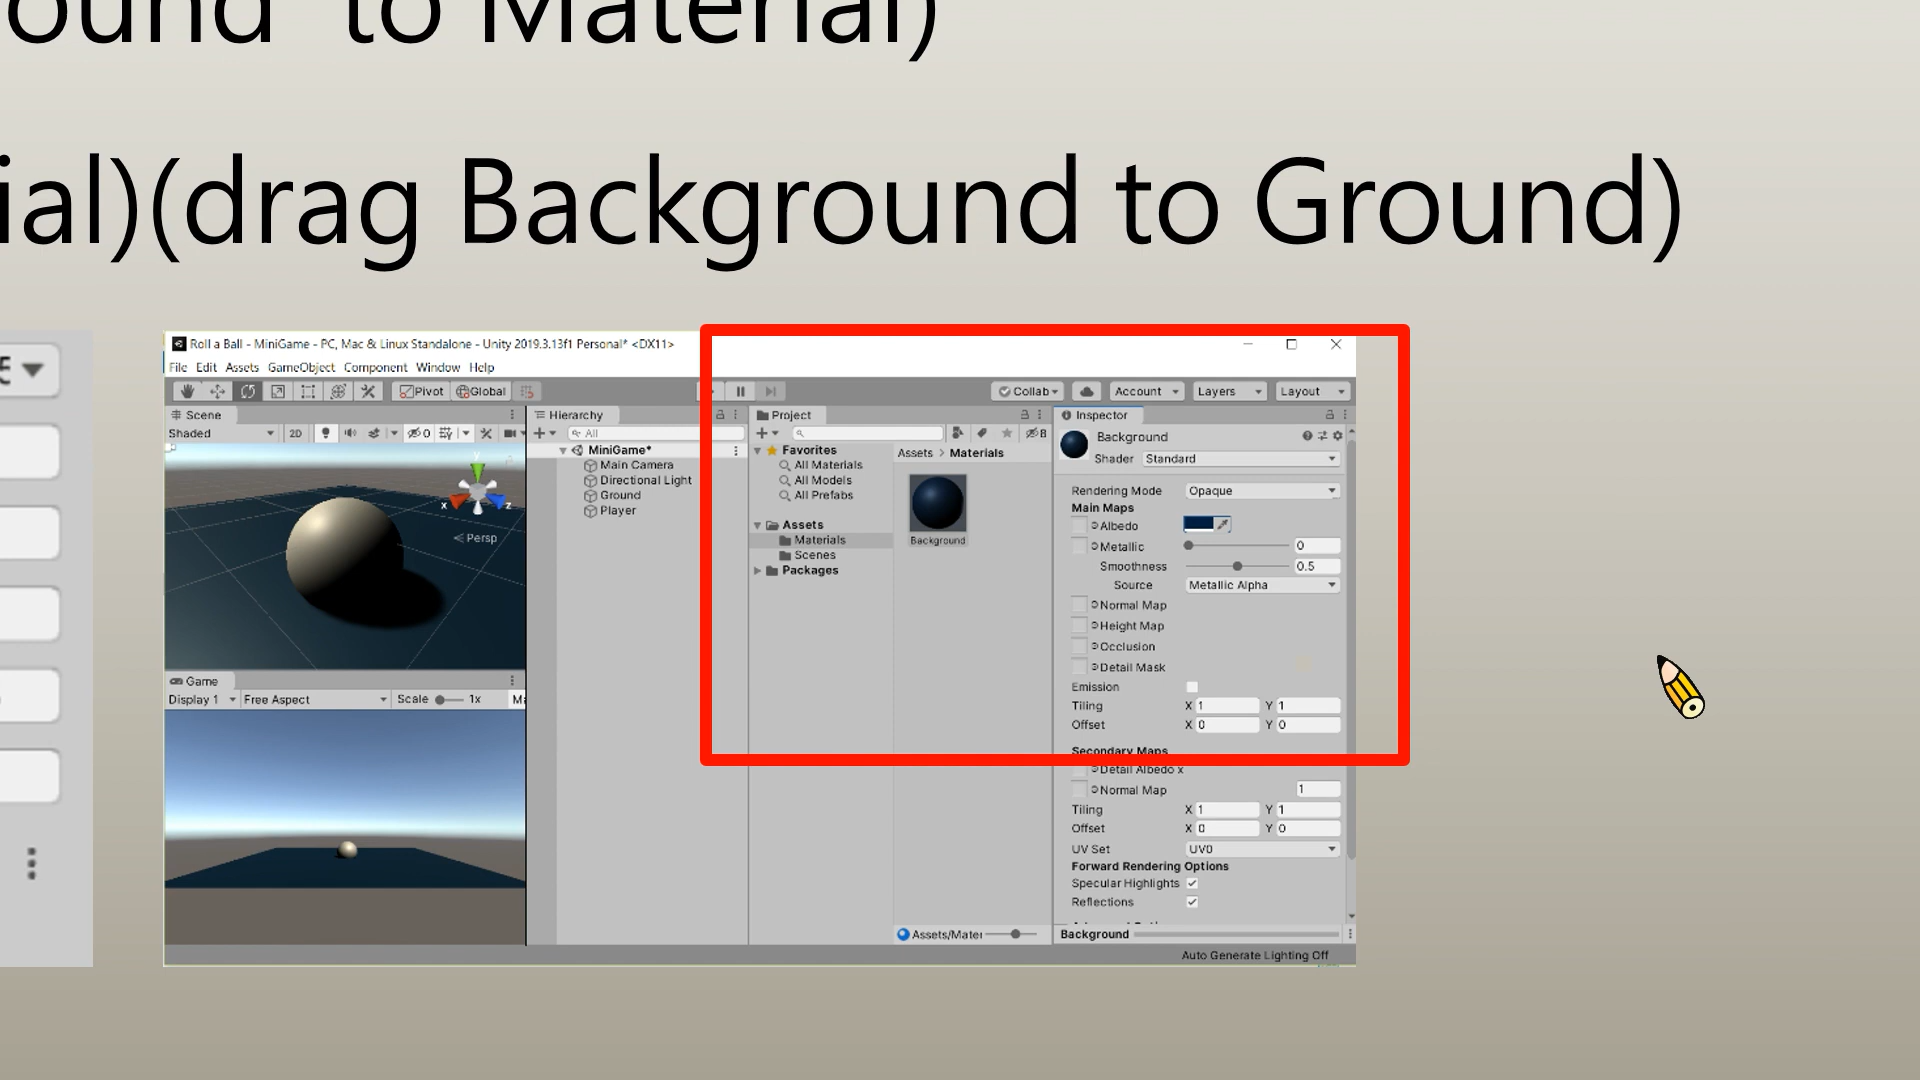 ound" to Material)
ial)(drag Background to Ground)
Roll a Ball - MiniGame - PC, Mac & Linux Standalone - Unity 2019.3.13f1 Personal* <DX11>
File Edit Assets GameObject Component Window Help
Pivot Global Collab Account Layers Layout
Scene
Shaded 2D 0
y
x
z
Persp
Game
Display 1 Free Aspect Scale 1x
Hierarchy
All
MiniGame*
Main Camera
Directional Light
Ground
Player
Project
8
Favorites
All Materials
All Models
All Prefabs
Assets
Materials
Scenes
Packages
Assets > Materials
Background
Assets/Mater
Inspector
Background
Shader Standard
Rendering Mode Opaque
Main Maps
Albedo
Metallic 0
Smoothness 0.5
Source Metallic Alpha
Normal Map
Height Map
Occlusion
Detail Mask
Emission
Tiling X 1 Y 1
Offset X 0 Y 0
Secondary Maps
Detail Albedo x
Normal Map 1
Tiling X 1 Y 1
Offset X 0 Y 0
UV Set UV0
Forward Rendering Options
Specular Highlights
Reflections
Background
Auto Generate Lighting Off